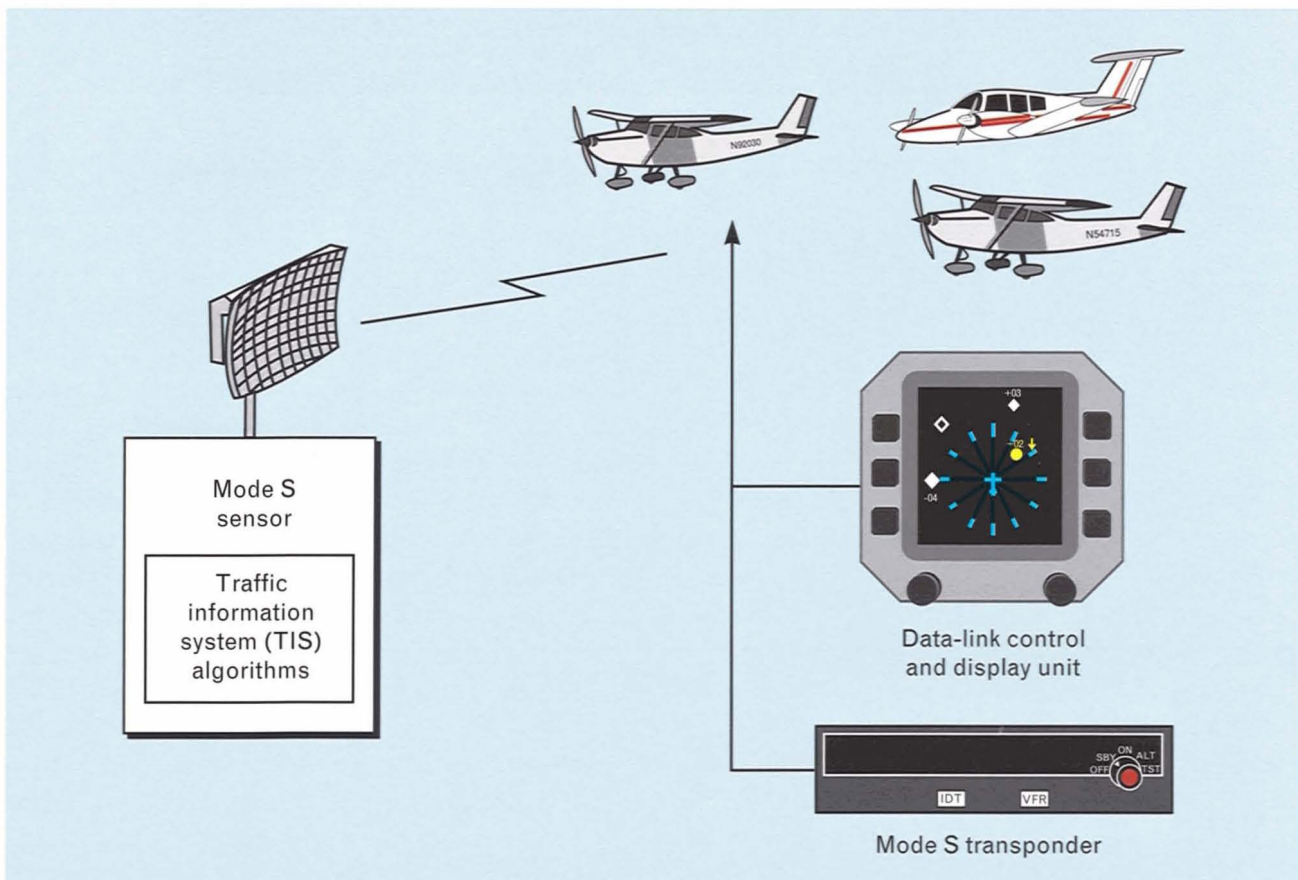 N92030
N54715
+03
-02
-04
Mode S
sensor
Traffic
information
system (TIS)
algorithms
Data-link control
and display unit
ON
SBY ALT
OFF TST
IDT VFR
Mode S transponder